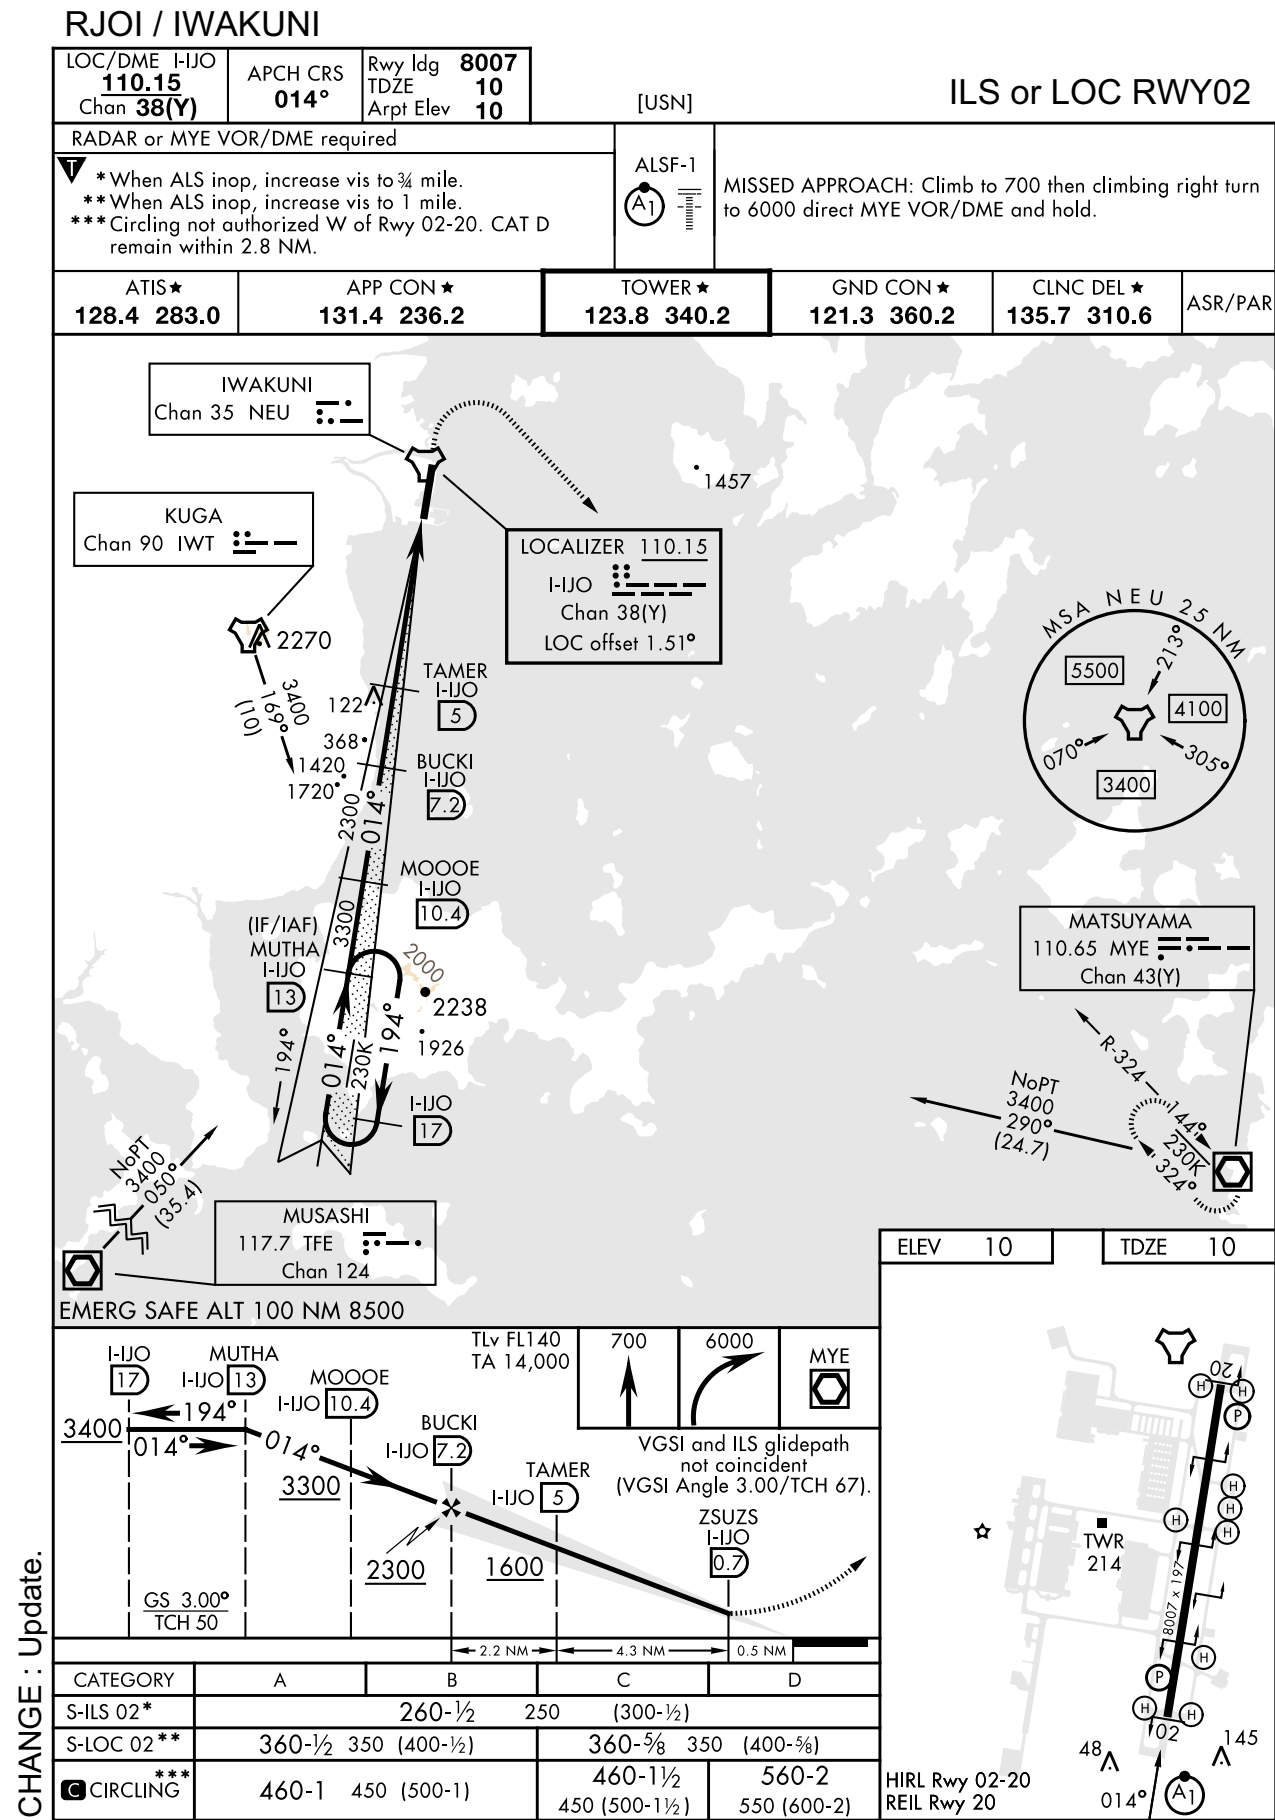 RJOI / IWAKUNI
LOC/DME I-IJO
110.15
Chan 38(Y)
APCH CRS
014°
Rwy ldg 8007
TDZE 10
Arpt Elev 10
[USN]
ILS or LOC RWY02
RADAR or MYE VOR/DME required
T
* When ALS inop, increase vis to ¾ mile.
** When ALS inop, increase vis to 1 mile.
*** Circling not authorized W of Rwy 02-20. CAT D
remain within 2.8 NM.
ALSF-1
A1
MISSED APPROACH: Climb to 700 then climbing right turn
to 6000 direct MYE VOR/DME and hold.
ATIS★
128.4 283.0
APP CON★
131.4 236.2
TOWER★
123.8 340.2
GND CON★
121.3 360.2
CLNC DEL★
135.7 310.6
ASR/PAR
IWAKUNI
Chan 35 NEU
1457
KUGA
Chan 90 IWT
LOCALIZER 110.15
I-IJO
Chan 38(Y)
LOC offset 1.51°
2270
3400
169°
(10)
MSA NEU 25 NM
213°
5500
4100
070°
305°
3400
TAMER
I-IJO
5
122
368
1420
1720
BUCKI
I-IJO
7.2
2300
014°
MOOOE
I-IJO
10.4
3300
(IF/IAF)
MUTHA
I-IJO
13
2000
2238
1926
194°
014°
230K
194°
I-IJO
17
MATSUYAMA
110.65 MYE
Chan 43(Y)
R-324
NoPT
3400
290°
(24.7)
144°
230K
324°
NoPT
3400
050°
(35.4)
MUSASHI
117.7 TFE
Chan 124
EMERG SAFE ALT 100 NM 8500
ELEV 10
TDZE 10
TLv FL140
TA 14,000
700
6000
MYE
I-IJO
17
MUTHA
I-IJO 13
MOOOE
I-IJO 10.4
BUCKI
I-IJO 7.2
TAMER
I-IJO 5
ZSUZS
I-IJO
0.7
3400
194°
014°
014°
3300
2300
1600
VGSI and ILS glidepath
not coincident
(VGSI Angle 3.00/TCH 67).
GS 3.00°
TCH 50
2.2 NM
4.3 NM
0.5 NM
CATEGORY A B C D
S-ILS 02* 260-½ 250 (300-½)
S-LOC 02** 360-½ 350 (400-½) 360-⅝ 350 (400-⅝)
C CIRCLING*** 460-1 450 (500-1)
460-1½
450 (500-1½)
560-2
550 (600-2)
20
H
H
P
H
H
H
H
TWR
214
8007 x 197
H
P
H
H
02
48
145
014°
A1
HIRL Rwy 02-20
REIL Rwy 20
CHANGE : Update.